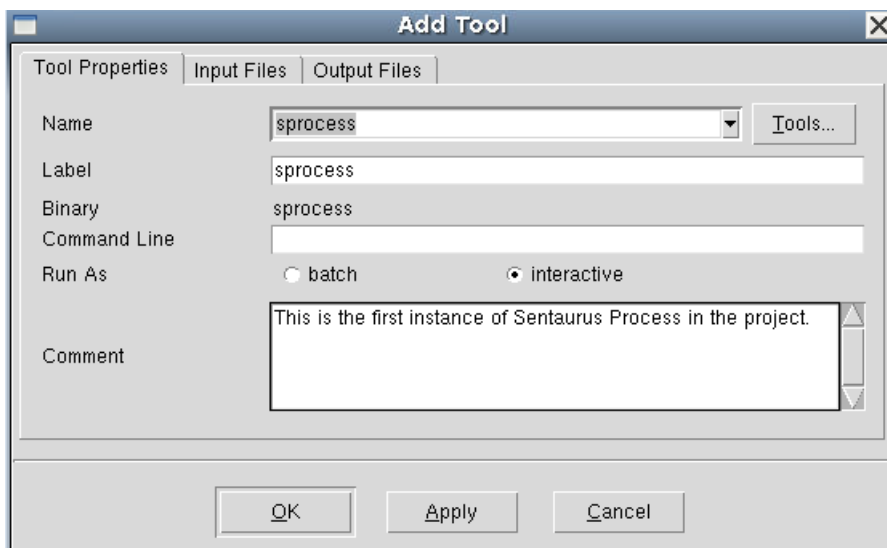 Add Tool
Tool Properties Input Files Output Files
Name sprocess Tools...
Label sprocess
Binary sprocess
Command Line
Run As batch interactive
Comment This is the first instance of Sentaurus Process in the project.
OK Apply Cancel